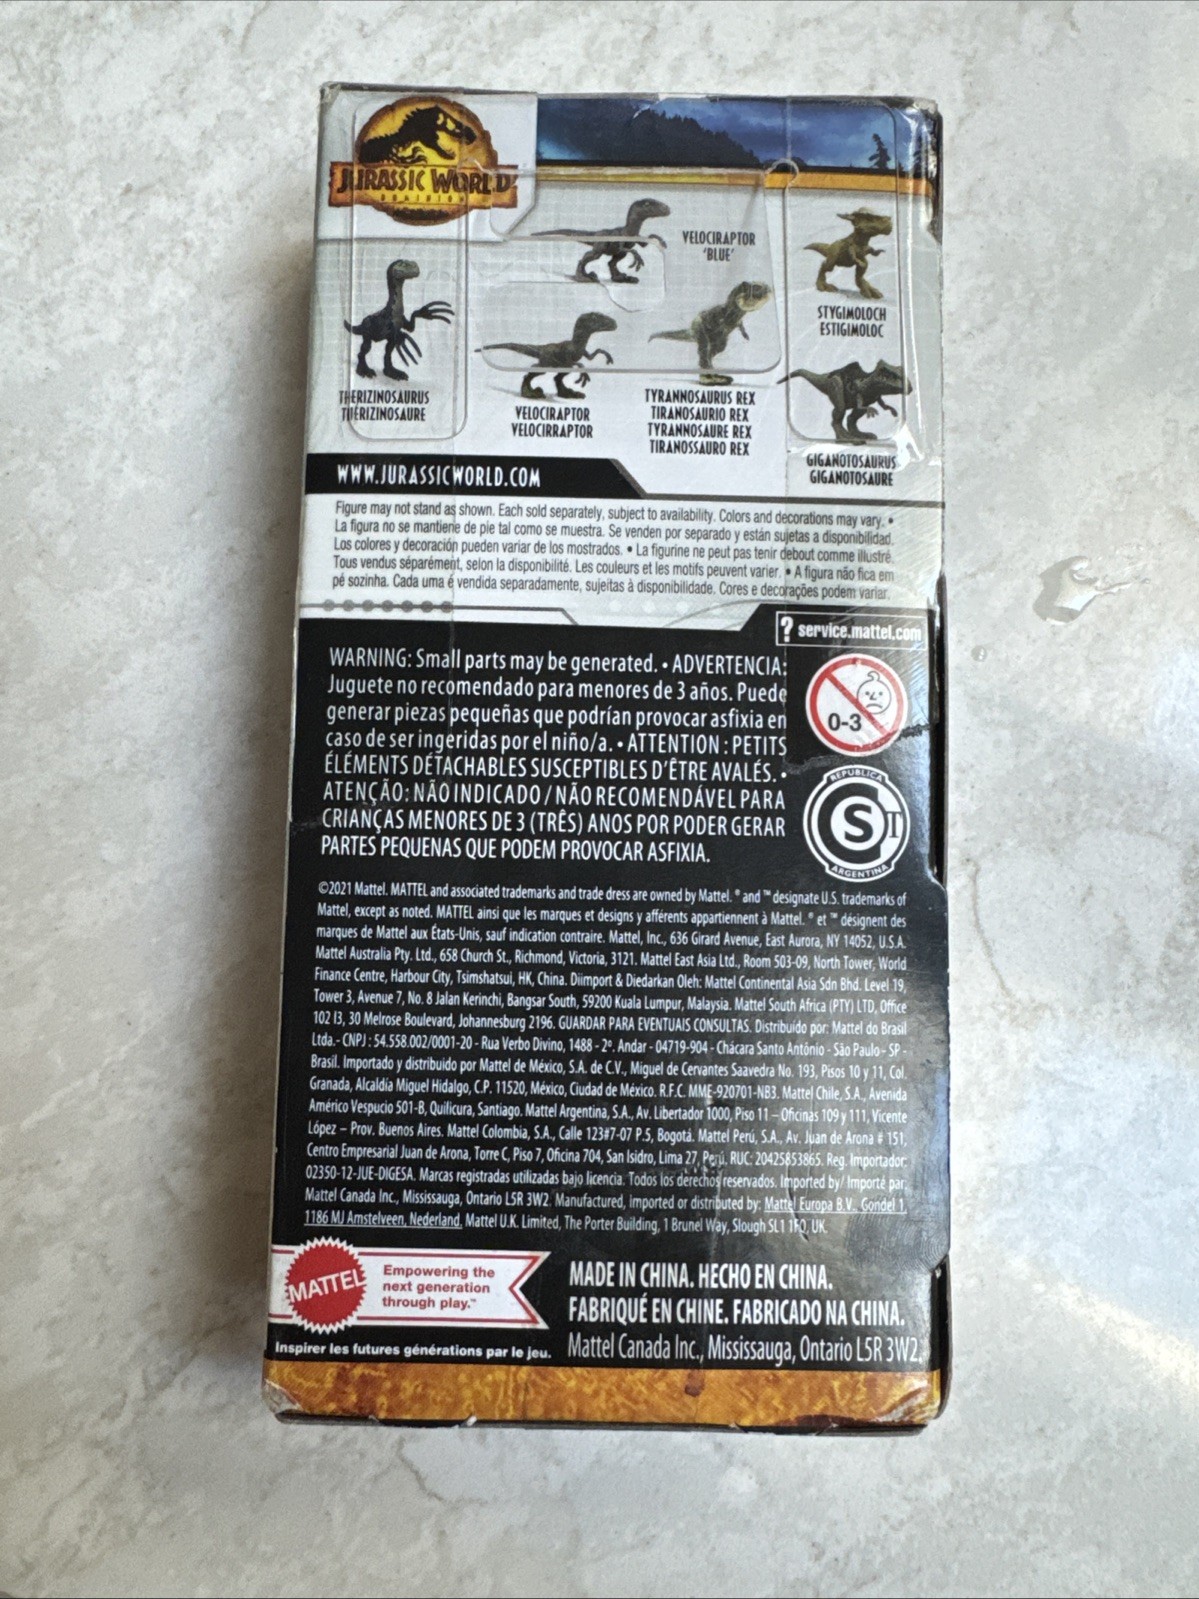 JURASSIC WORLD
DOMINION
VELOCIRAPTOR
'BLUE'
STYGIMOLOCH
ESTIGIMOLOC
THERIZINOSAURUS
THÉRIZINOSAURE
VELOCIRAPTOR
VELOCIRRAPTOR
TYRANNOSAURUS REX
TIRANOSAURIO REX
TYRANNOSAURE REX
TIRANOSSAURO REX
GIGANOTOSAURUS
GIGANOTOSAURE
WWW.JURASSICWORLD.COM
Figure may not stand as shown. Each sold separately, subject to availability. Colors and decorations may vary. •
La figura no se mantiene de pie tal como se muestra. Se venden por separado y están sujetas a disponibilidad.
Los colores y decoración pueden variar de los mostrados. • La figurine ne peut pas tenir debout comme illustré.
Tous vendus séparément, selon la disponibilité. Les couleurs et les motifs peuvent varier. • A figura não fica em
pé sozinha. Cada uma é vendida separadamente, sujeitas à disponibilidade. Cores e decorações podem variar.
? service.mattel.com
WARNING: Small parts may be generated. • ADVERTENCIA:
Juguete no recomendado para menores de 3 años. Puede
generar piezas pequeñas que podrían provocar asfixia en
caso de ser ingeridas por el niño/a. • ATTENTION : PETITS
ÉLÉMENTS DÉTACHABLES SUSCEPTIBLES D'ÊTRE AVALÉS. •
ATENÇÃO: NÃO INDICADO / NÃO RECOMENDÁVEL PARA
CRIANÇAS MENORES DE 3 (TRÊS) ANOS POR PODER GERAR
PARTES PEQUENAS QUE PODEM PROVOCAR ASFIXIA.
0-3
REPUBLICA
S II
ARGENTINA
©2021 Mattel. MATTEL and associated trademarks and trade dress are owned by Mattel. ® and ™ designate U.S. trademarks of
Mattel, except as noted. MATTEL ainsi que les marques et designs y afférents appartiennent à Mattel. ® et ™ désignent des
marques de Mattel aux États-Unis, sauf indication contraire. Mattel, Inc., 636 Girard Avenue, East Aurora, NY 14052, U.S.A.
Mattel Australia Pty. Ltd., 658 Church St., Richmond, Victoria, 3121. Mattel East Asia Ltd., Room 503-09, North Tower, World
Finance Centre, Harbour City, Tsimshatsui, HK, China. Diimport & Diedarkan Oleh: Mattel Continental Asia Sdn Bhd. Level 19,
Tower 3, Avenue 7, No. 8 Jalan Kerinchi, Bangsar South, 59200 Kuala Lumpur, Malaysia. Mattel South Africa (PTY) LTD, Office
102 I3, 30 Melrose Boulevard, Johannesburg 2196. GUARDAR PARA EVENTUAIS CONSULTAS. Distribuído por: Mattel do Brasil
Ltda.- CNPJ : 54.558.002/0001-20 - Rua Verbo Divino, 1488 - 2º. Andar - 04719-904 - Chácara Santo Antônio - São Paulo - SP -
Brasil. Importado y distribuido por Mattel de México, S.A. de C.V., Miguel de Cervantes Saavedra No. 193, Pisos 10 y 11, Col.
Granada, Alcaldía Miguel Hidalgo, C.P. 11520, México, Ciudad de México. R.F.C. MME-920701-NB3. Mattel Chile, S.A., Avenida
Américo Vespucio 501-B, Quilicura, Santiago. Mattel Argentina, S.A., Av. Libertador 1000, Piso 11 – Oficinas 109 y 111, Vicente
López – Prov. Buenos Aires. Mattel Colombia, S.A., Calle 123#7-07 P.5, Bogotá. Mattel Perú, S.A., Av. Juan de Arona # 151,
Centro Empresarial Juan de Arona, Torre C, Piso 7, Oficina 704, San Isidro, Lima 27, Perú. RUC: 20425853865. Reg. Importador:
02350-12-JUE-DIGESA. Marcas registradas utilizadas bajo licencia. Todos los derechos reservados. Imported by/ Importé par:
Mattel Canada Inc., Mississauga, Ontario L5R 3W2. Manufactured, imported or distributed by: Mattel Europa B.V., Gondel 1,
1186 MJ Amstelveen, Nederland. Mattel U.K. Limited, The Porter Building, 1 Brunel Way, Slough SL1 1FQ, UK.
MATTEL
Empowering the
next generation
through play.™
Inspirer les futures générations par le jeu.
MADE IN CHINA. HECHO EN CHINA.
FABRIQUÉ EN CHINE. FABRICADO NA CHINA.
Mattel Canada Inc., Mississauga, Ontario L5R 3W2.